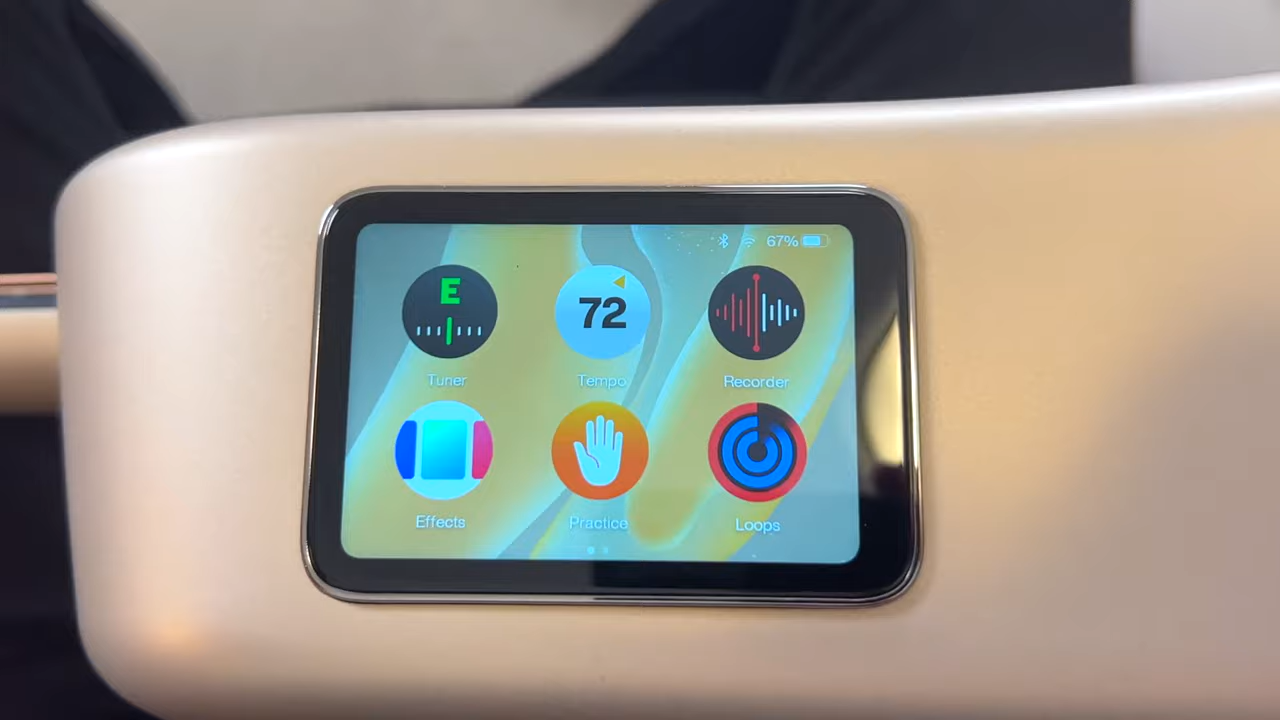 67%
E
72
Tuner
Tempo
Recorder
Effects
Practice
Loops